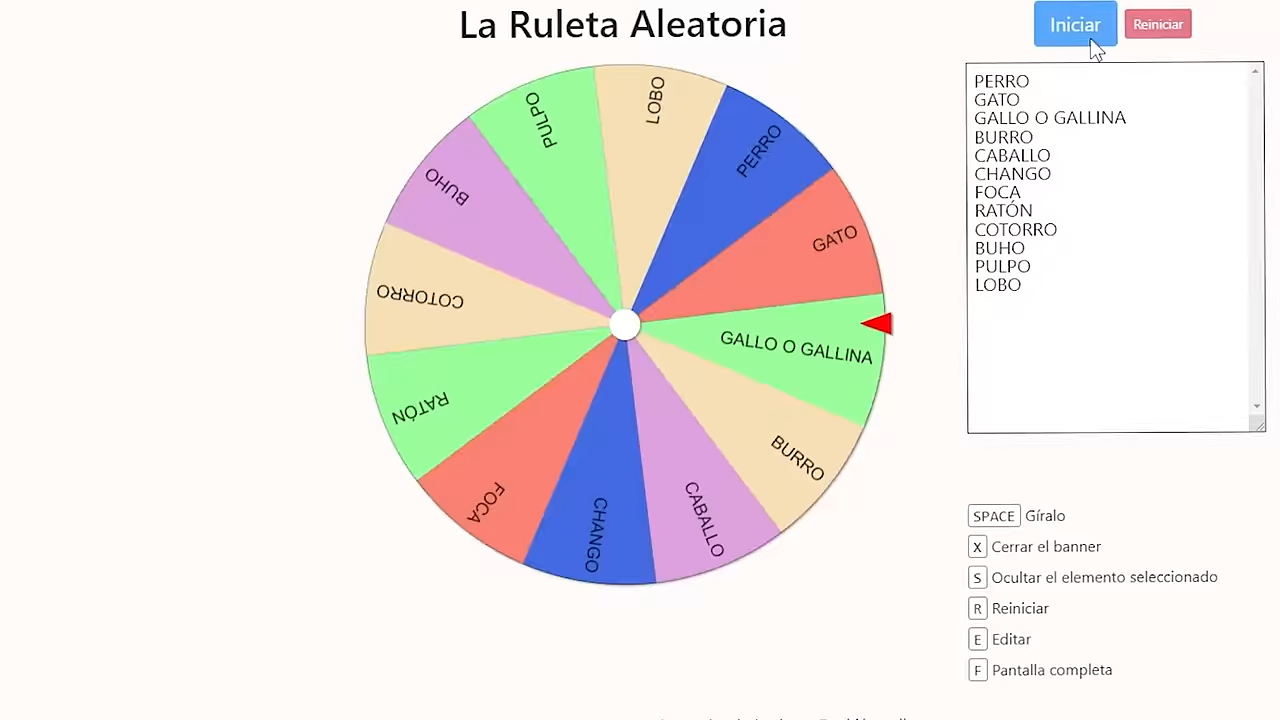 La Ruleta Aleatoria
Iniciar
Reiniciar
LOBO
PERRO
GATO
GALLO O GALLINA
BURRO
CABALLO
CHANGO
FOCA
RATÓN
COTORRO
BUHO
PULPO
PERRO
GATO
GALLO O GALLINA
BURRO
CABALLO
CHANGO
FOCA
RATÓN
COTORRO
BUHO
PULPO
LOBO
SPACE Gíralo
X Cerrar el banner
S Ocultar el elemento seleccionado
R Reiniciar
E Editar
F Pantalla completa